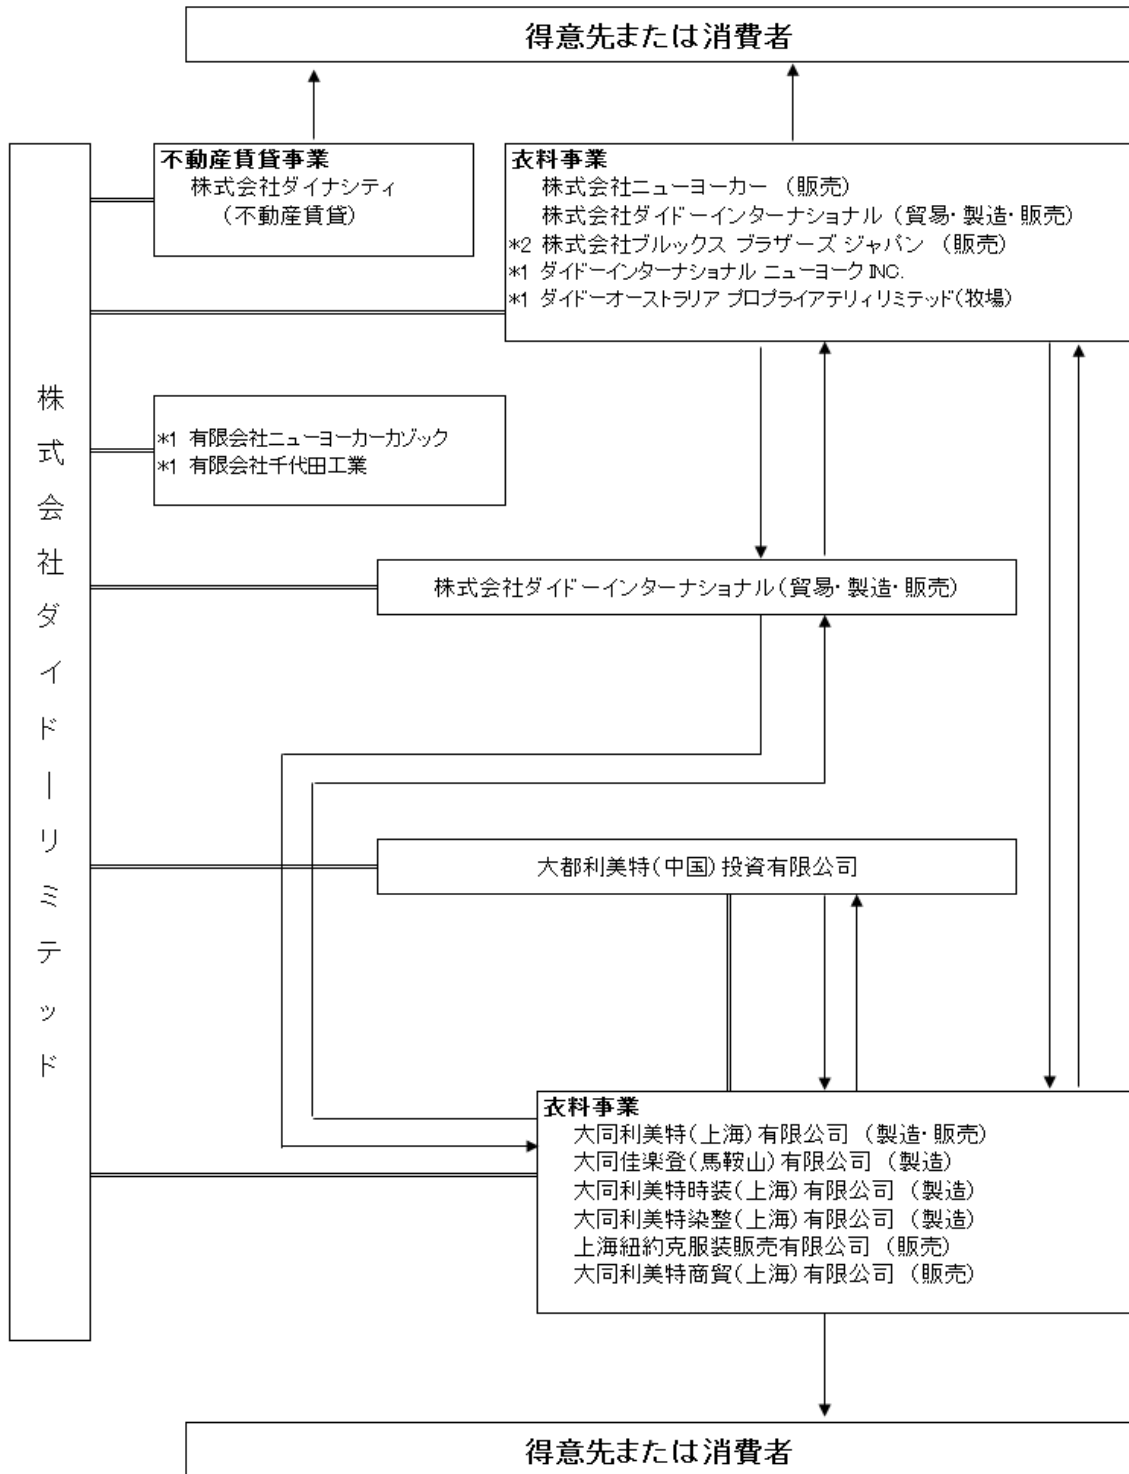 得意先または消費者
不動産賃貸事業
株式会社ダイナシティ
（不動産賃貸）
衣料事業
株式会社ニューヨーカー （販売）
株式会社ダイドーインターナショナル （貿易・製造・販売）
*2 株式会社ブルックス ブラザーズ ジャパン （販売）
*1 ダイドーインターナショナル ニューヨーク INC.
*1 ダイドーオーストラリア プロプライアテリィリミテッド（牧場）
株式会社ダイドーリミテッド
*1 有限会社ニューヨーカーカゾック
*1 有限会社千代田工業
株式会社ダイドーインターナショナル（貿易・製造・販売）
大都利美特（中国）投資有限公司
衣料事業
大同利美特（上海）有限公司 （製造・販売）
大同佳楽登（馬鞍山）有限公司 （製造）
大同利美特時装（上海）有限公司 （製造）
大同利美特染整（上海）有限公司 （製造）
上海紐約克服装販売有限公司 （販売）
大同利美特商貿（上海）有限公司 （販売）
得意先または消費者